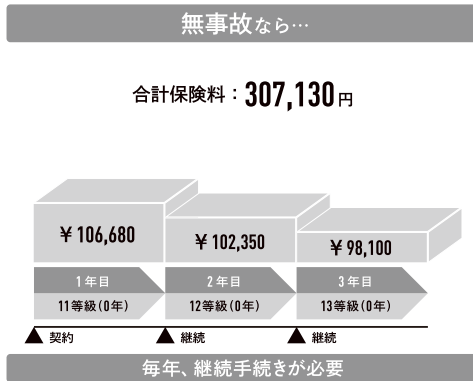 無事故なら…
合計保険料：307,130円
¥106,680
¥102,350
¥98,100
1年目
2年目
3年目
11等級(0年)
12等級(0年)
13等級(0年)
契約
継続
継続
毎年、継続手続きが必要